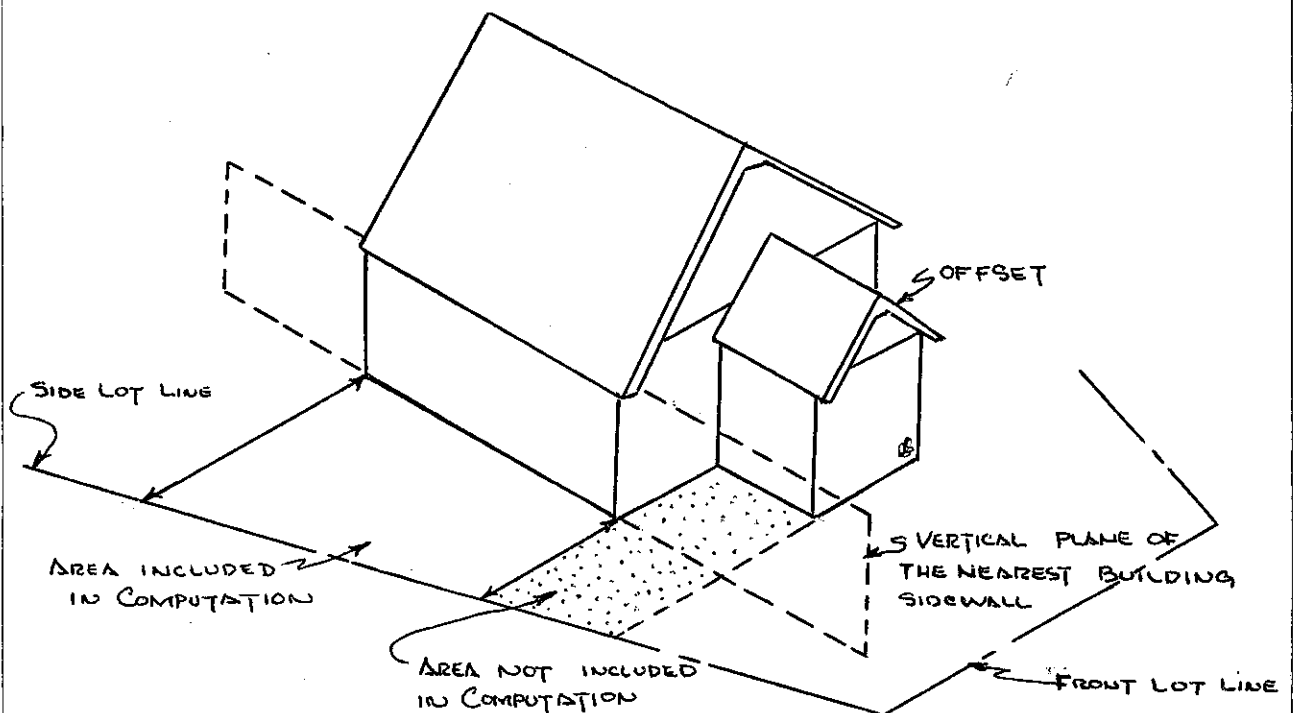 OFFSET
SIDE LOT LINE
AREA INCLUDED
IN COMPUTATION
VERTICAL PLANE OF
THE NEAREST BUILDING
SIDEWALL
AREA NOT INCLUDED
IN COMPUTATION
FRONT LOT LINE